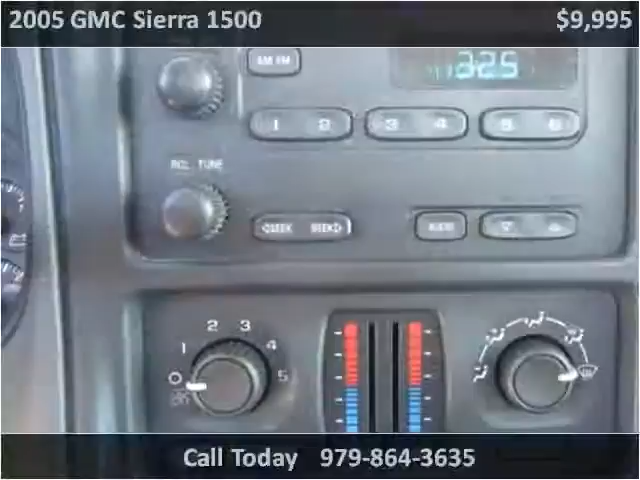 2005 GMC Sierra 1500 $9,995
AM FM
3:25
1 2 3 4 5 6
RCL TUNE
SEEK
2 3
1 4
5
Call Today 979-864-3635